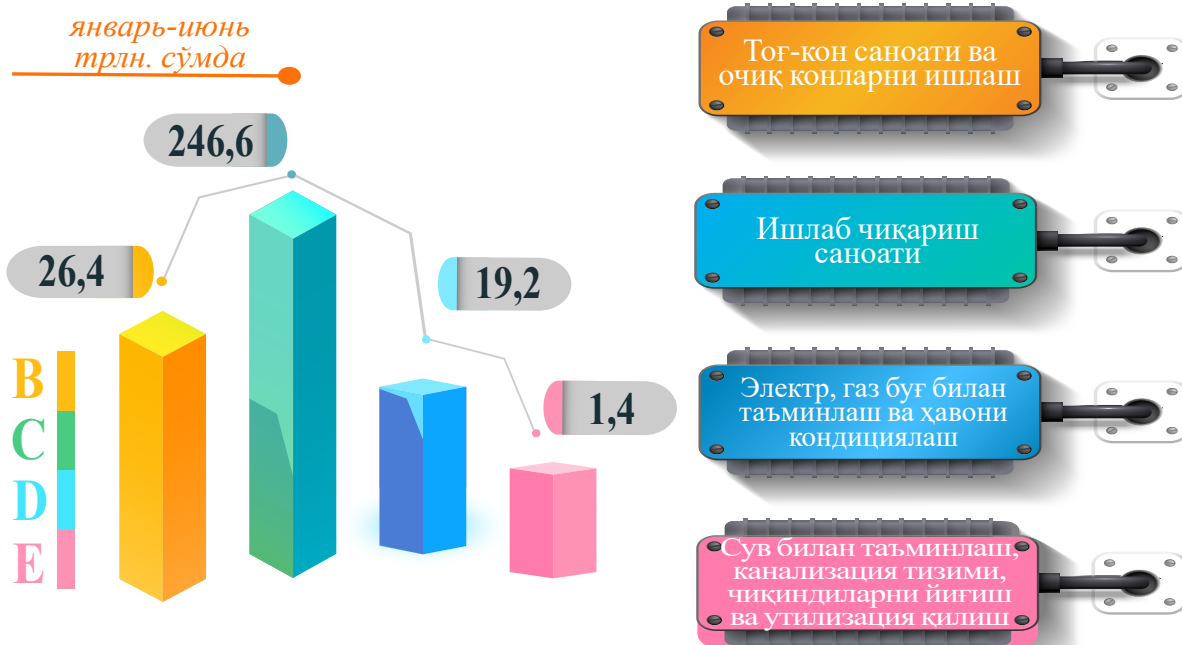 январь-июнь
трлн. сўмда
246,6
26,4
19,2
1,4
B
C
D
E
Тоғ-кон саноати ва
очиқ конларни ишлаш
Ишлаб чиқариш
саноати
Электр, газ буғ билан
таъминлаш ва ҳавони
кондициялаш
Сув билан таъминлаш,
канализация тизими,
чиқиндиларни йиғиш
ва утилизация қилиш